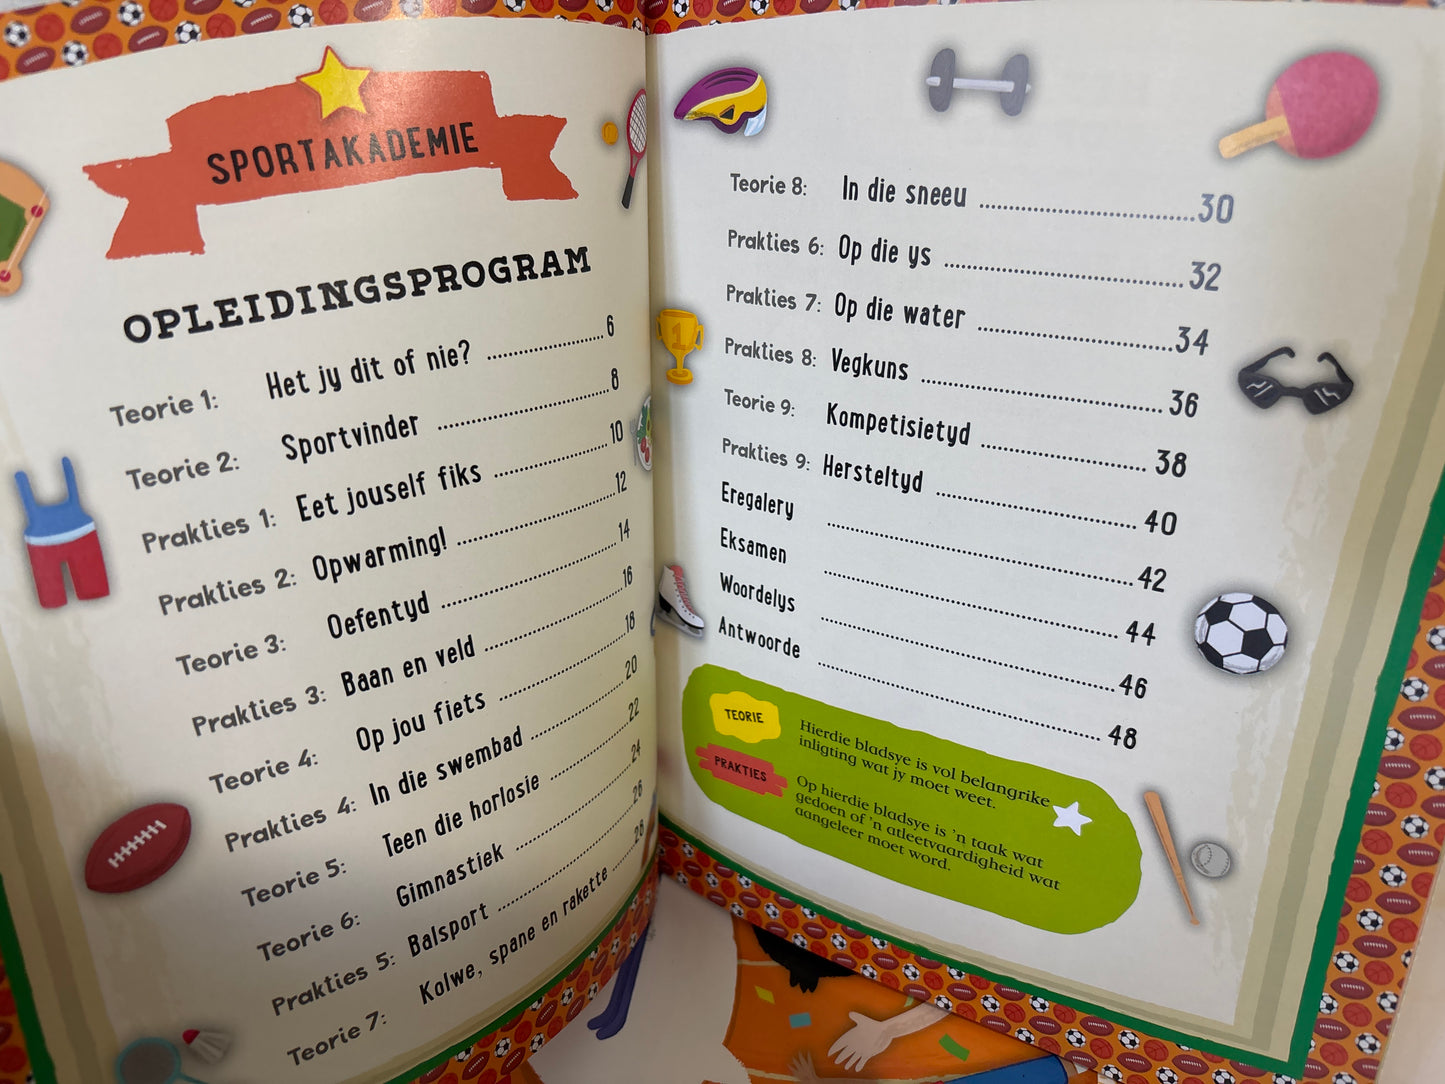 SPORTAKADEMIE
OPLEIDINGSPROGRAM
Teorie 1: Het jy dit of nie? 6
Teorie 2: Sportvinder 8
Prakties 1: Eet jouself fiks 10
Prakties 2: Opwarming! 12
Teorie 3: Oefentyd 14
Prakties 3: Baan en veld 16
Teorie 4: Op jou fiets 18
Prakties 4: In die swembad 20
Teorie 5: Teen die horlosie 22
Teorie 6: Gimnastiek 24
Prakties 5: Balsport 26
Teorie 7: Kolwe, spane en rakette 28
Teorie 8: In die sneeu 30
Prakties 6: Op die ys 32
Prakties 7: Op die water 34
Prakties 8: Vegkuns 36
Teorie 9: Kompetisietyd 38
Prakties 9: Hersteltyd 40
Eregalery 42
Eksamen 44
Woordelys 46
Antwoorde 48
TEORIE
Hierdie bladsye is vol belangrike
inligting wat jy moet weet.
PRAKTIES
Op hierdie bladsye is 'n taak wat
gedoen of 'n atleetvaardigheid wat
aangeleer moet word.
1